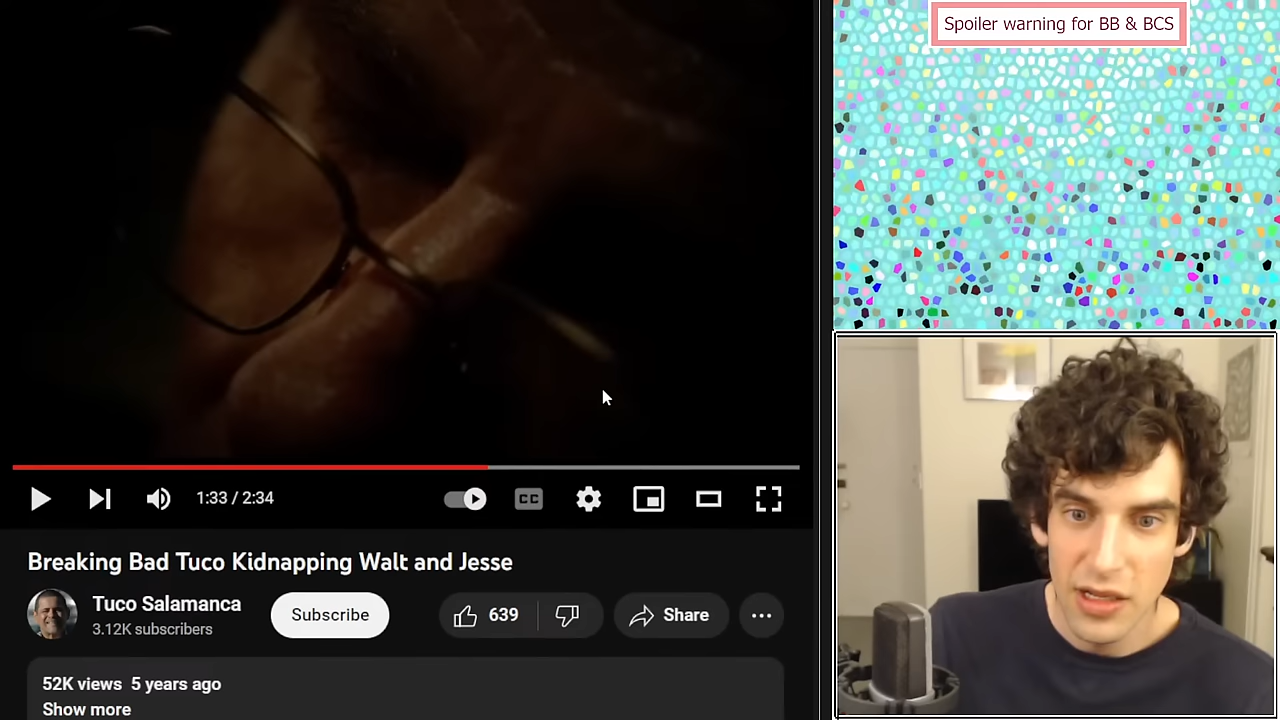 Spoiler warning for BB & BCS
1:33 / 2:34
CC
Breaking Bad Tuco Kidnapping Walt and Jesse
Tuco Salamanca
3.12K subscribers
Subscribe
639
Share
52K views 5 years ago
Show more